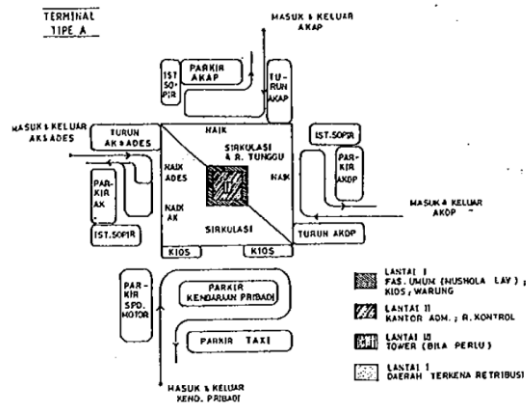 TERMINAL
TIPE A
MASUK & KELUAR
AKAP
IST
SO-
PIR
PARKIR
AKAP
TU-
RUN
AKAP
MASUK & KELUAR
AK & ADES
TURUN
AK & ADES
NAIK
SIRKULASI
& R. TUNGGU
NAIK
ADES
NAIK
NAIK
AK
SIRKULASI
IST. SOPIR
PAR-
KIR
AKDP
PAR-
KIR
AK
IST. SOPIR
MASUK & KELUAR
AKDP
TURUN AKDP
KIOS
KIOS
PAR-
KIR
SPD.
MOTOR
PARKIR
KENDARAAN PRIBADI
PARKIR TAXI
MASUK & KELUAR
KEND. PRIBADI
LANTAI I
FAS. UMUM (MUSHOLA LAV) ;
KIOS, WARUNG
LANTAI II
KANTOR ADM. ; R. KONTROL
LANTAI III
TOWER (BILA PERLU)
LANTAI I
DAERAH TERKENA RETRIBUSI